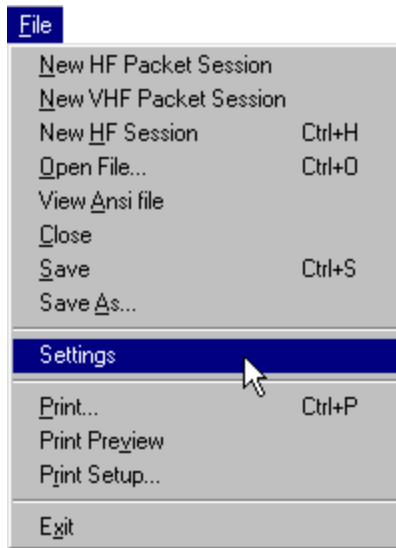 File
New HF Packet Session
New VHF Packet Session
New HF Session Ctrl+H
Open File... Ctrl+O
View Ansi file
Close
Save Ctrl+S
Save As...
Settings
Print... Ctrl+P
Print Preview
Print Setup...
Exit